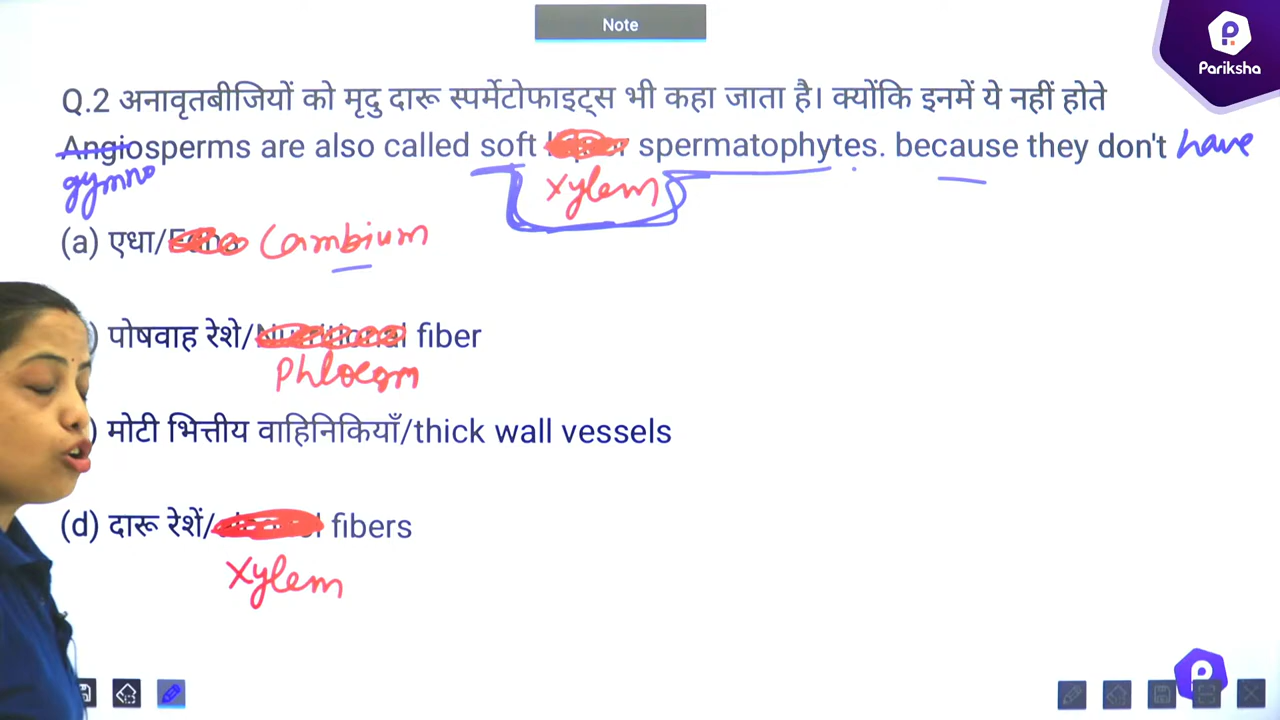 Note
Pariksha
Q.2 अनावृतबीजियों को मृदु दारू स्पर्मेटोफाइट्स भी कहा जाता है। क्योंकि इनमें ये नहीं होते
Angiosperms are also called soft spermatophytes. because they don't have
gymno
xylem
(a) एधा/ Cambium
पोषवाह रेशे/Nutritional fiber
Phloem
मोटी भित्तीय वाहिनिकियाँ/thick wall vessels
(d) दारू रेशें/ fibers
Xylem